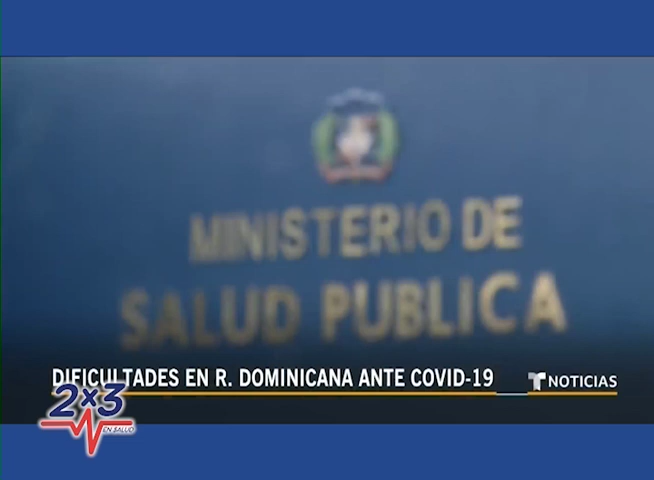 MINISTERIO DE
SALUD PUBLICA
DIFICULTADES EN R. DOMINICANA ANTE COVID-19
T NOTICIAS
2x3
EN SALUD